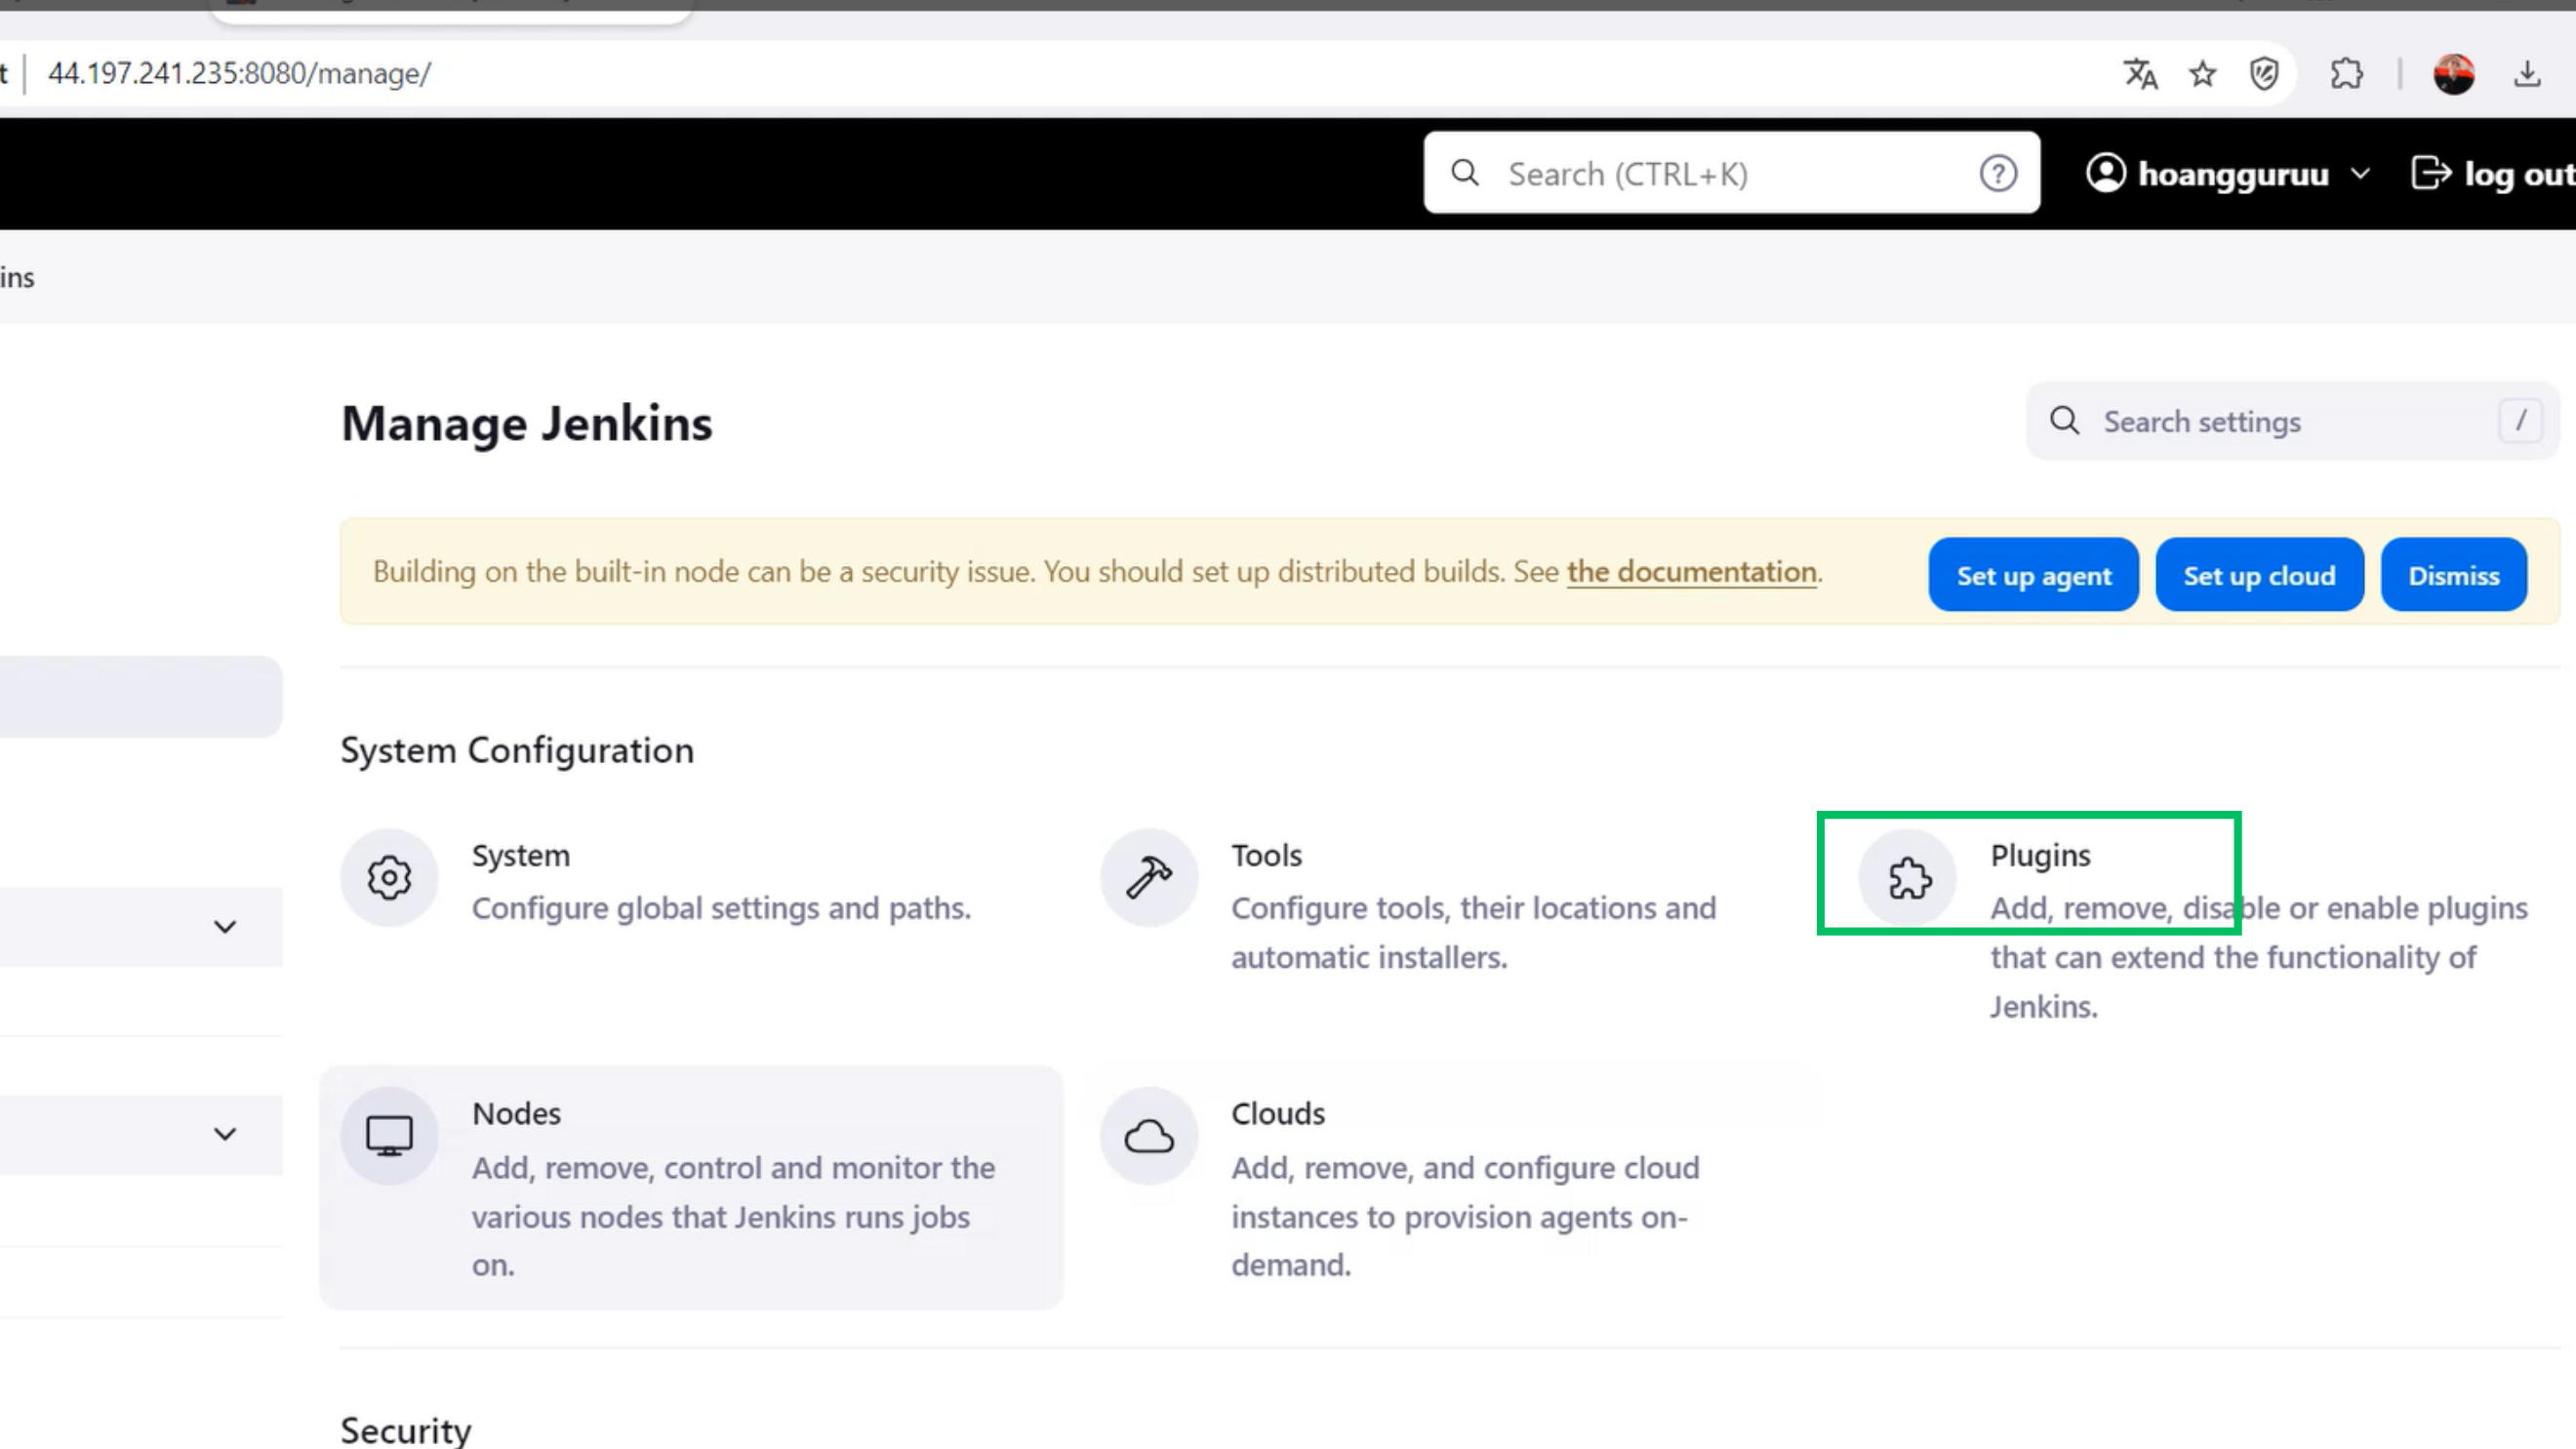 44.197.241.235:8080/manage/
Search (CTRL+K)
hoangguruu
log out
ins
Manage Jenkins
Search settings
/
Building on the built-in node can be a security issue. You should set up distributed builds. See the documentation.
Set up agent
Set up cloud
Dismiss
System Configuration
System
Configure global settings and paths.
Tools
Configure tools, their locations and
automatic installers.
Plugins
Add, remove, disable or enable plugins
that can extend the functionality of
Jenkins.
Nodes
Add, remove, control and monitor the
various nodes that Jenkins runs jobs
on.
Clouds
Add, remove, and configure cloud
instances to provision agents on-
demand.
Security